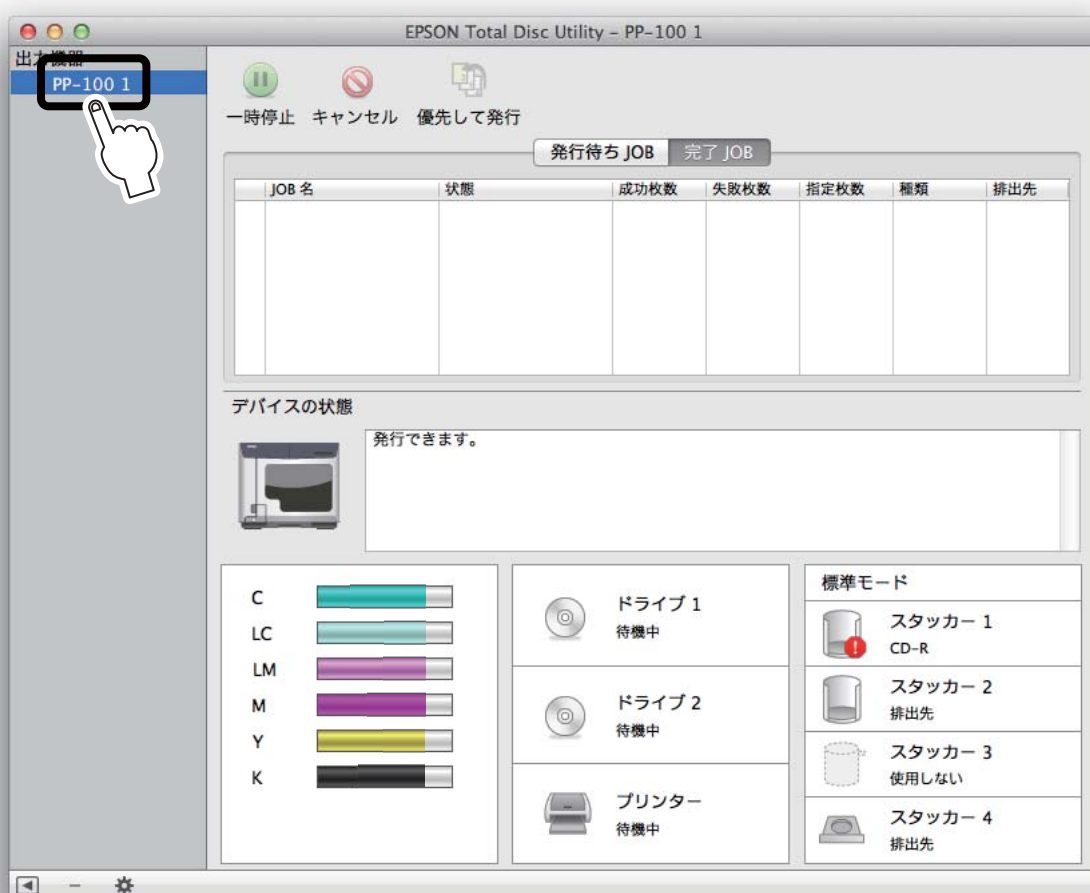 EPSON Total Disc Utility – PP–100 1
出力機器
PP–100 1
一時停止 キャンセル 優先して発行
発行待ち JOB 完了 JOB
JOB 名 状態 成功枚数 失敗枚数 指定枚数 種類 排出先
デバイスの状態
発行できます。
C
LC
LM
M
Y
K
ドライブ 1
待機中
ドライブ 2
待機中
プリンター
待機中
標準モード
スタッカー 1
CD–R
スタッカー 2
排出先
スタッカー 3
使用しない
スタッカー 4
排出先